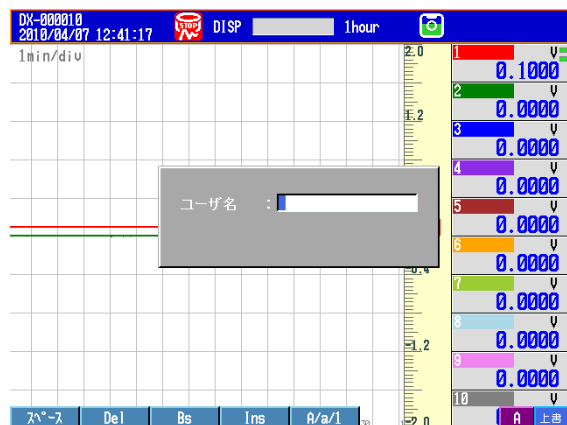 DX-000010
2010/04/07 12:41:17
STOP
DISP
1hour
1min/div
2.0
1.2
-0.4
-1.2
-2.0
1 V
0.1000
2 V
0.0000
3 V
0.0000
4 V
0.0000
5 V
0.0000
6 V
0.0000
7 V
0.0000
8 V
0.0000
9 V
0.0000
10 V
ユーザ名 :
スペース Del Bs Ins A/a/1
A 上書